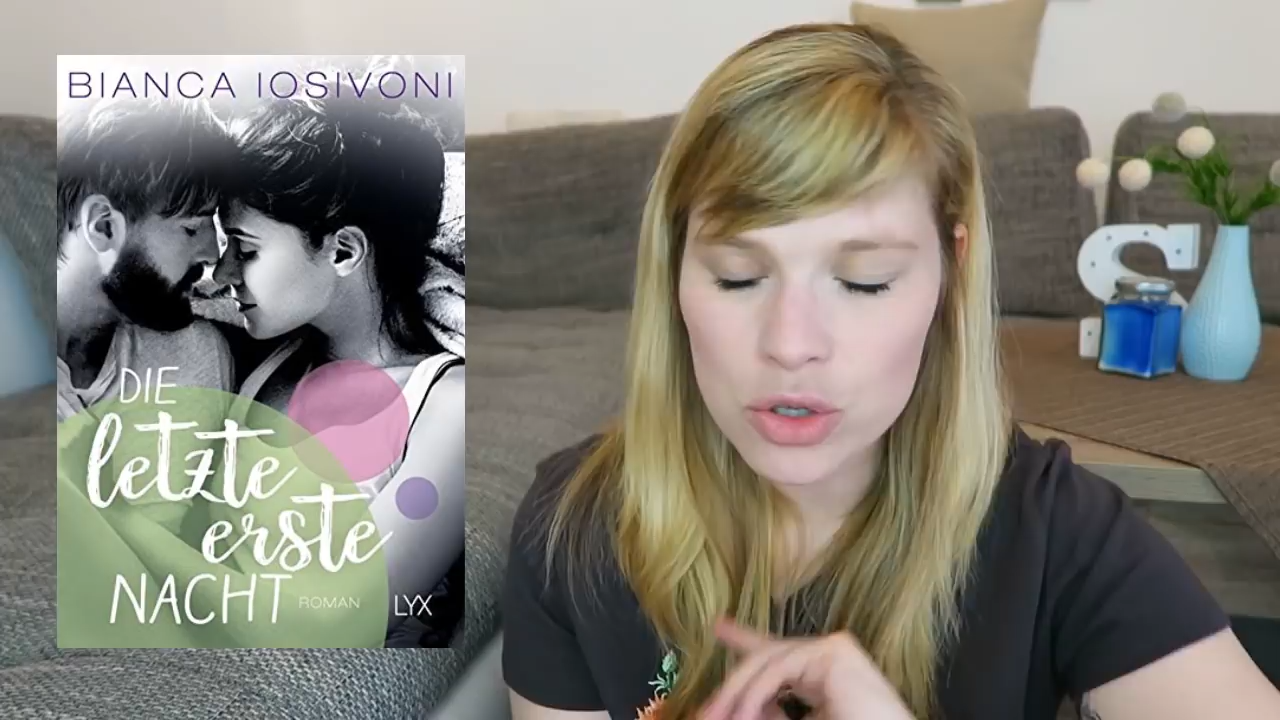 BIANCA IOSIVONI
DIE
letzte
erste
NACHT
ROMAN
LYX
S